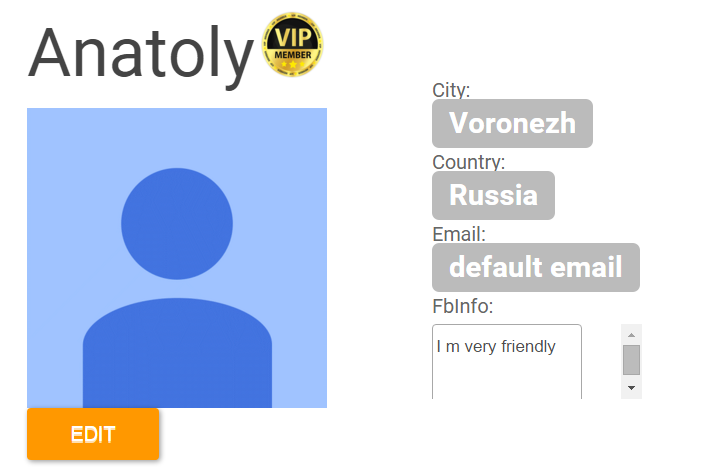 Anatoly
VIP
MEMBER
City:
Voronezh
Country:
Russia
Email:
default email
FbInfo:
I m very friendly
EDIT